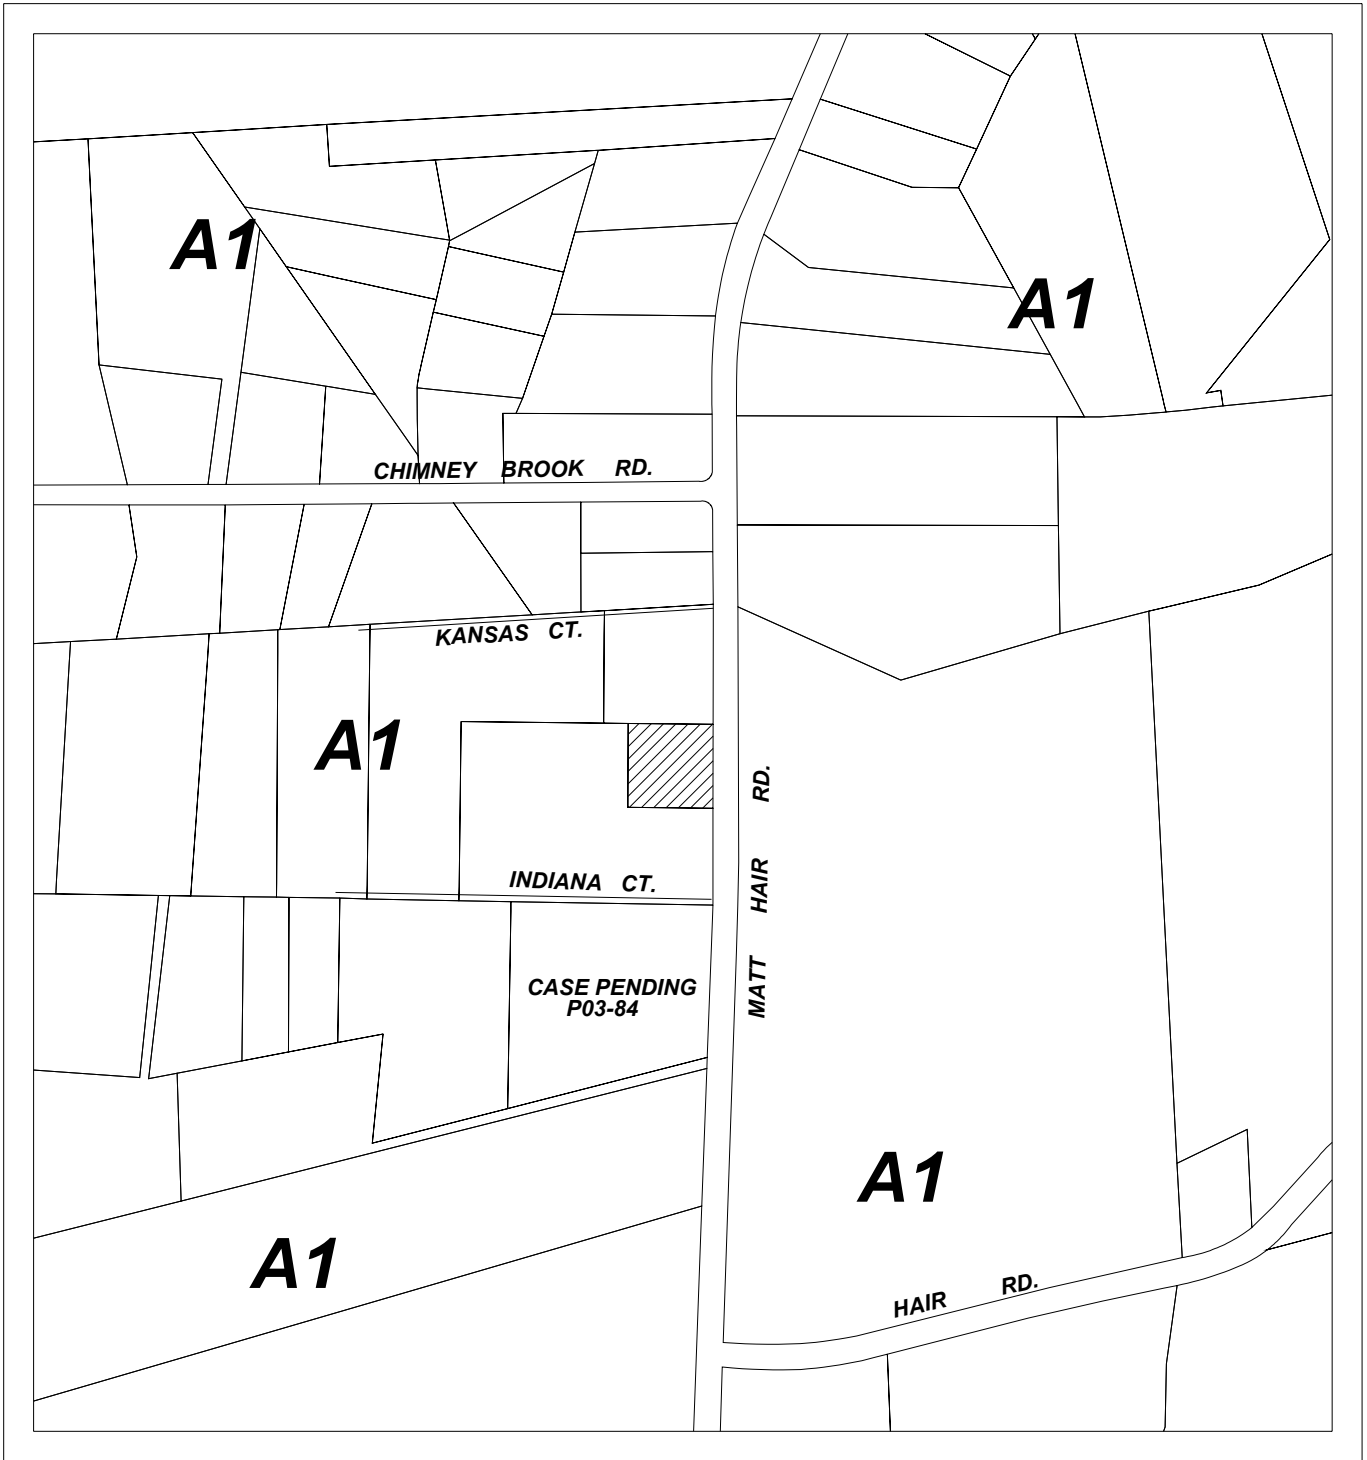 A1
A1
CHIMNEY BROOK RD.
KANSAS CT.
A1
MATT HAIR RD.
INDIANA CT.
CASE PENDING
P03-84
A1
A1
HAIR RD.